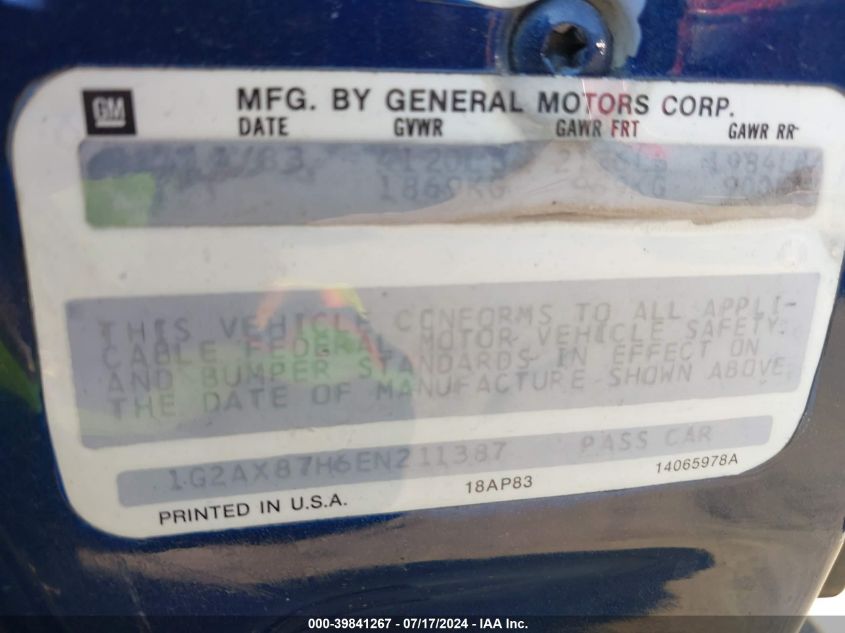 GM MFG. BY GENERAL MOTORS CORP.
DATE GVWR GAWR FRT GAWR RR
83
1869KG
THIS VEHICLE CONFORMS TO ALL APPLI-
CABLE FEDERAL MOTOR VEHICLE SAFETY
AND BUMPER STANDARDS IN EFFECT ON
THE DATE OF MANUFACTURE SHOWN ABOVE.
1G2AX87H6EN211387 PASS CAR
PRINTED IN U.S.A. 18AP83 14065978A
000-39841267 / 07/17/2024 - IAA Inc.